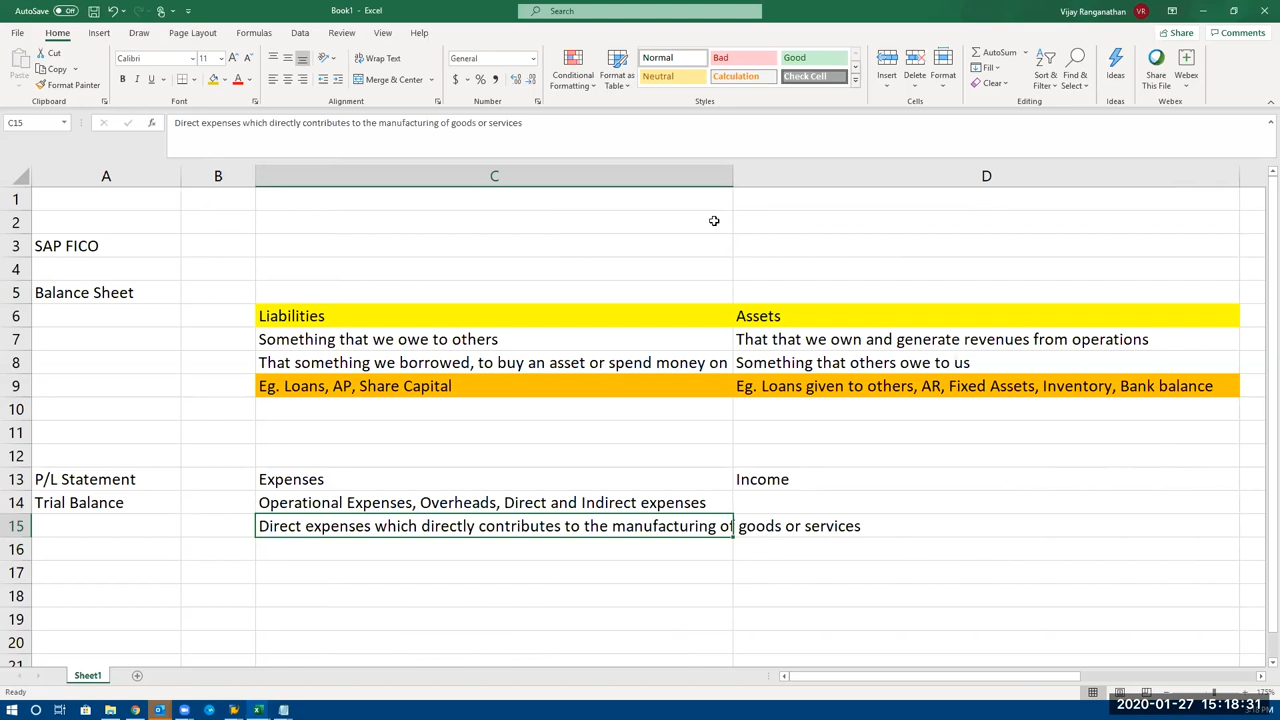 AutoSave Off
Book1 - Excel
Search
Vijay Ranganathan VR
File Home Insert Draw Page Layout Formulas Data Review View Help
Share Comments
Paste
Cut
Copy
Format Painter
Calibri 11
B I U
Wrap Text
Merge & Center
General
$ % 9
Conditional Formatting
Format as Table
Normal Bad Good
Neutral Calculation Check Cell
Insert Delete Format
AutoSum
Fill
Clear
Sort & Filter
Find & Select
Ideas
Share This File
Webex
Clipboard Font Alignment Number Styles Cells Editing Ideas Webex
C15 fx Direct expenses which directly contributes to the manufacturing of goods or services
A B C D
1
2
3 SAP FICO
4
5 Balance Sheet
6 Liabilities Assets
7 Something that we owe to others That that we own and generate revenues from operations
8 That something we borrowed, to buy an asset or spend money on Something that others owe to us
9 Eg. Loans, AP, Share Capital Eg. Loans given to others, AR, Fixed Assets, Inventory, Bank balance
10
11
12
13 P/L Statement Expenses Income
14 Trial Balance Operational Expenses, Overheads, Direct and Indirect expenses
15 Direct expenses which directly contributes to the manufacturing of goods or services
16
17
18
19
20
21
Sheet1
Ready
175%
2020-01-27 15:18:31